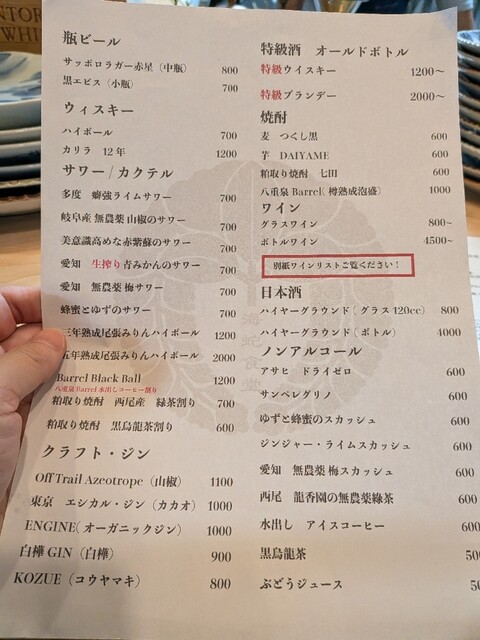 瓶ビール
サッポロラガー赤星（中瓶） 800
黒エビス（小瓶） 700
ウィスキー
ハイボール 700
カリラ 12年 1200
サワー / カクテル
多度 癖強ライムサワー 700
岐阜産 無農薬 山椒のサワー 700
美意識高めな赤紫蘇のサワー 700
愛知 生搾り青みかんのサワー 700
愛知 無農薬 梅サワー 700
蜂蜜とゆずのサワー 700
三年熟成尾張みりんハイボール 1200
五年熟成尾張みりんハイボール 2000
Barrel Black Ball 1200
八重泉 Barrel 水出しコーヒー割り
粕取り焼酎 西尾産 緑茶割り 700
粕取り焼酎 黒烏龍茶割り 600
クラフト・ジン
Off Trail Azeotrope（山椒） 1100
東京 エシカル・ジン（カカオ） 1000
ENGINE（オーガニックジン） 1000
白樺 GIN（白樺） 900
KOZUE（コウヤマキ） 800
特級酒 オールドボトル
特級ウイスキー 1200～
特級ブランデー 2000～
焼酎
麦 つくし黒 600
芋 DAIYAME 600
粕取り焼酎 七田 600
八重泉 Barrel（樽熟成泡盛） 1000
ワイン
グラスワイン 800~
ボトルワイン 4500~
別紙ワインリストご覧ください！
日本酒
ハイヤーグラウンド（グラス 120cc） 800
ハイヤーグラウンド（ボトル） 4000
ノンアルコール
アサヒ ドライゼロ 600
サンペレグリノ 600
ゆずと蜂蜜のスカッシュ 600
ジンジャー・ライムスカッシュ 600
愛知 無農薬 梅スカッシュ 600
西尾 龍香園の無農薬緑茶 600
水出し アイスコーヒー 600
黒烏龍茶
ぶどうジュース